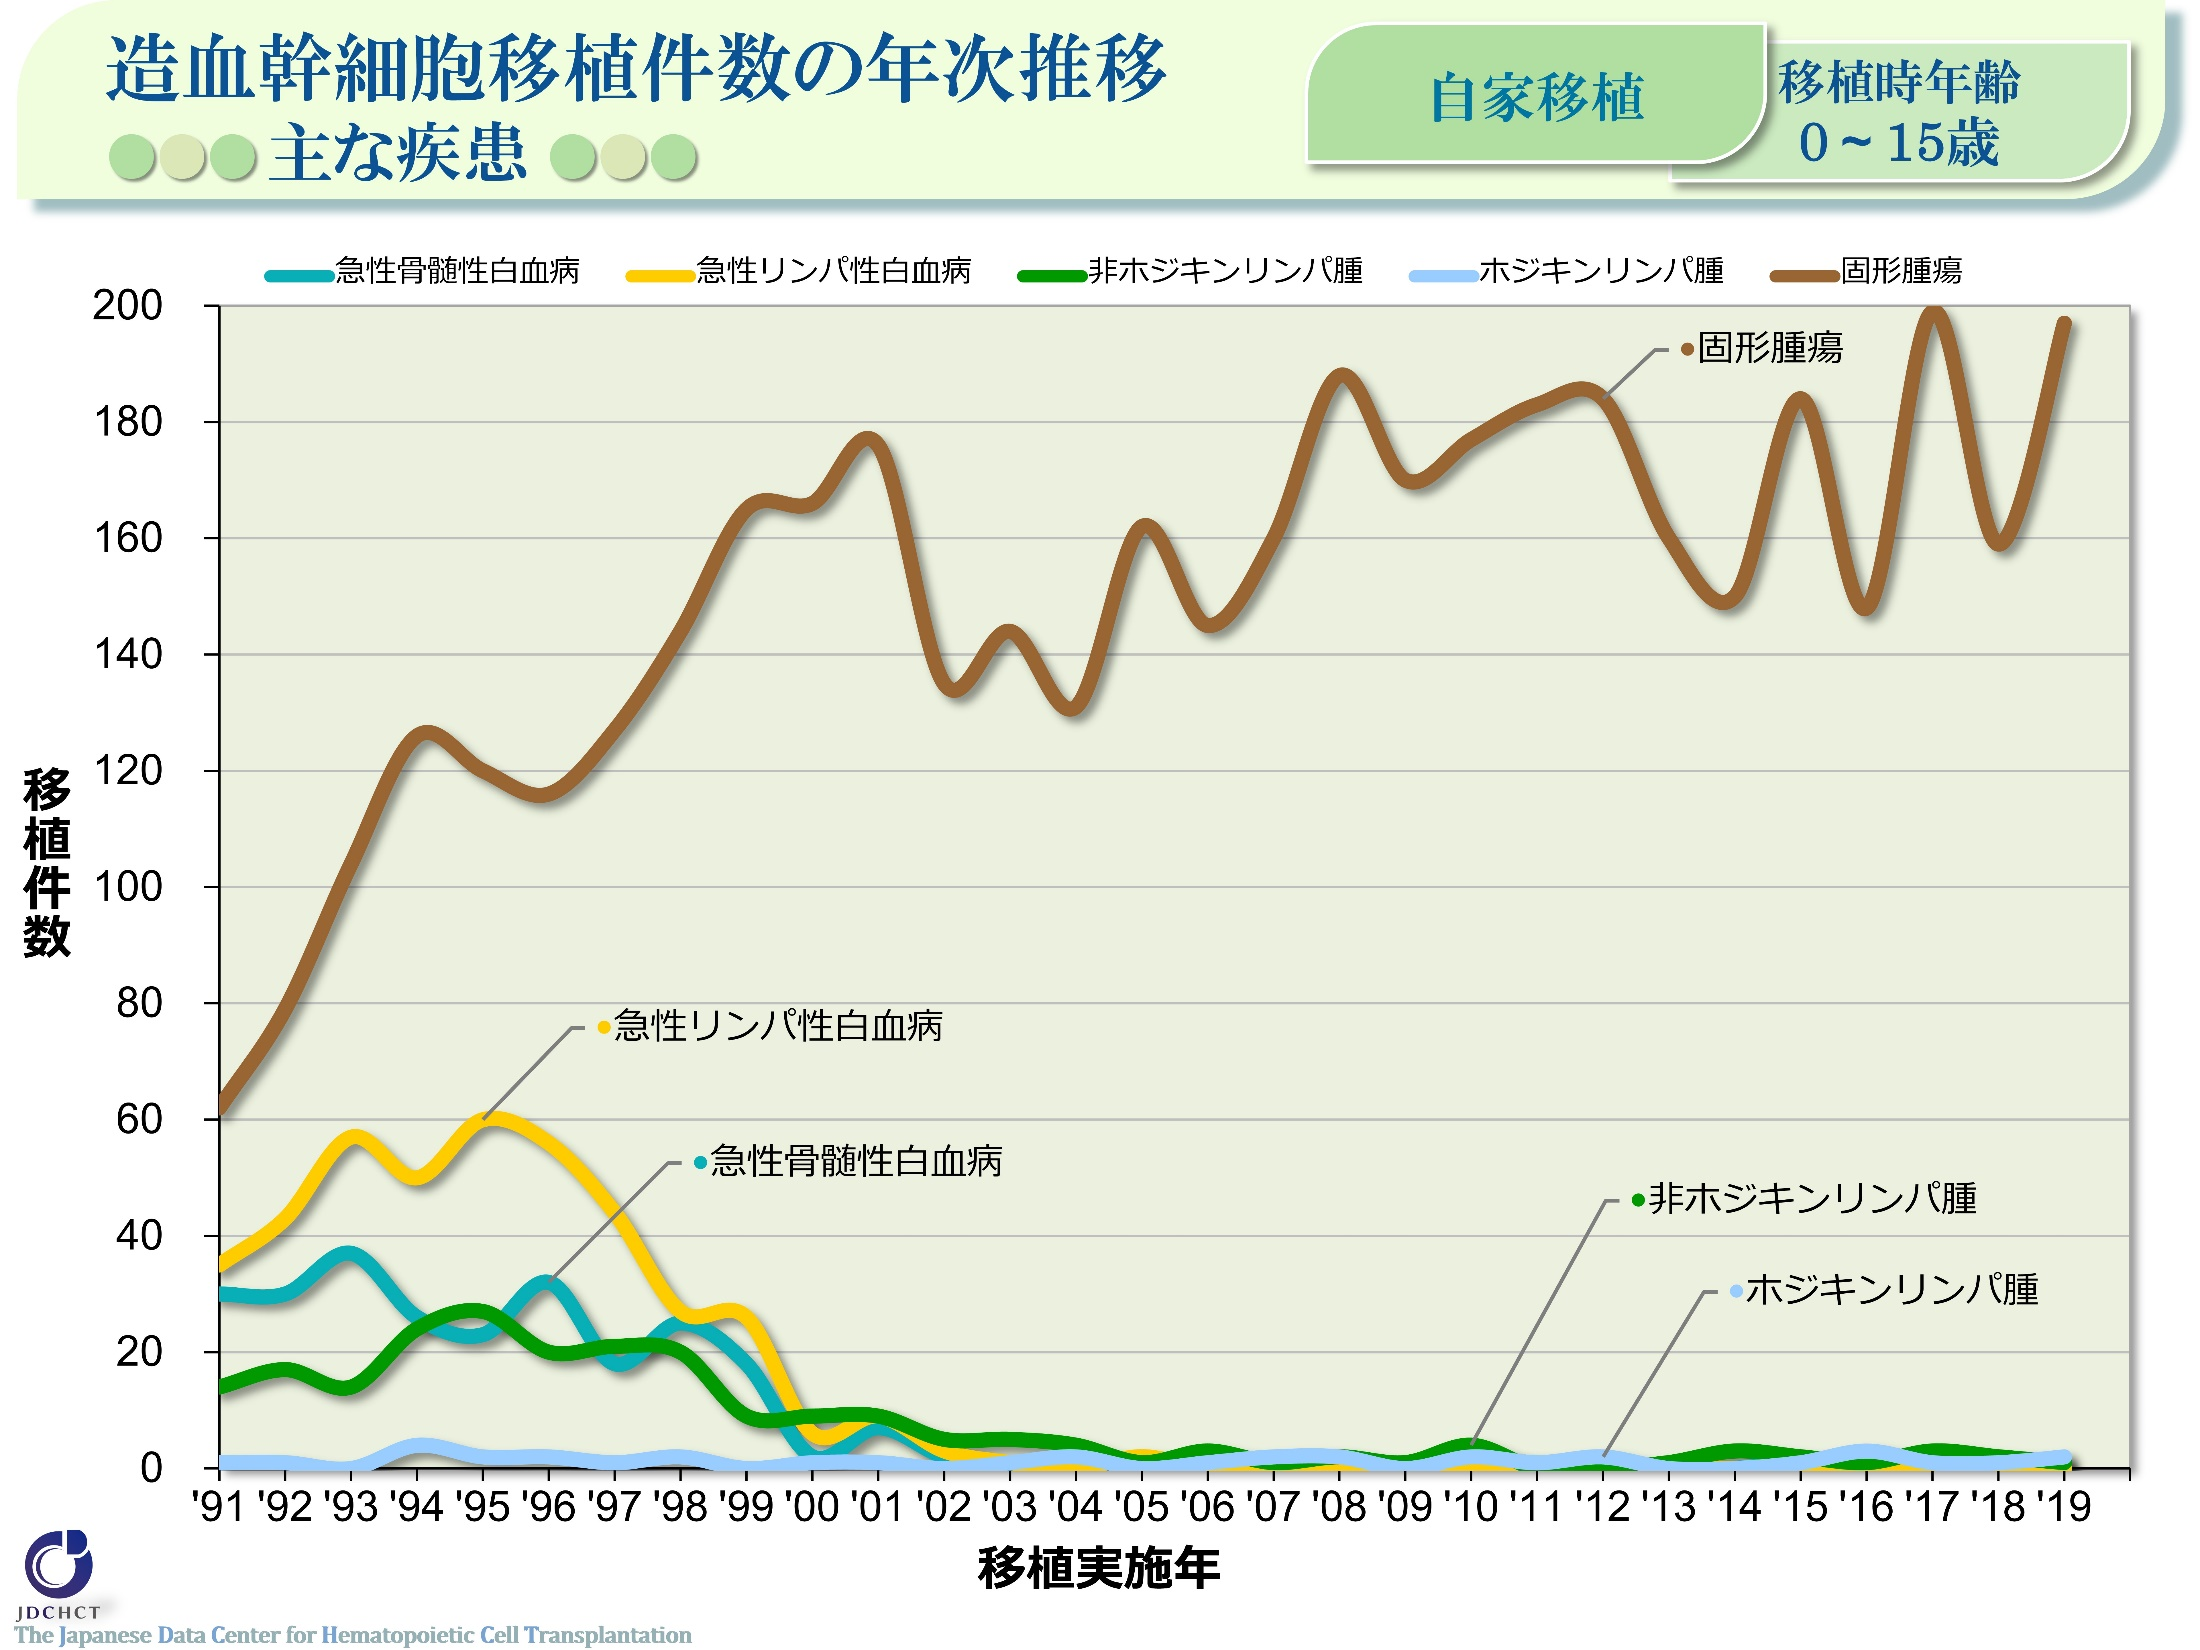 造血幹細胞移植件数の年次推移
主な疾患
自家移植
移植時年齢
0~15歳
急性骨髄性白血病
急性リンパ性白血病
非ホジキンリンパ腫
ホジキンリンパ腫
固形腫瘍
200
180
160
140
120
100
80
60
40
20
0
移植件数
固形腫瘍
急性リンパ性白血病
急性骨髄性白血病
非ホジキンリンパ腫
ホジキンリンパ腫
'91 '92 '93 '94 '95 '96 '97 '98 '99 '00 '01 '02 '03 '04 '05 '06 '07 '08 '09 '10 '11 '12 '13 '14 '15 '16 '17 '18 '19
移植実施年
JDCHCT
The Japanese Data Center for Hematopoietic Cell Transplantation